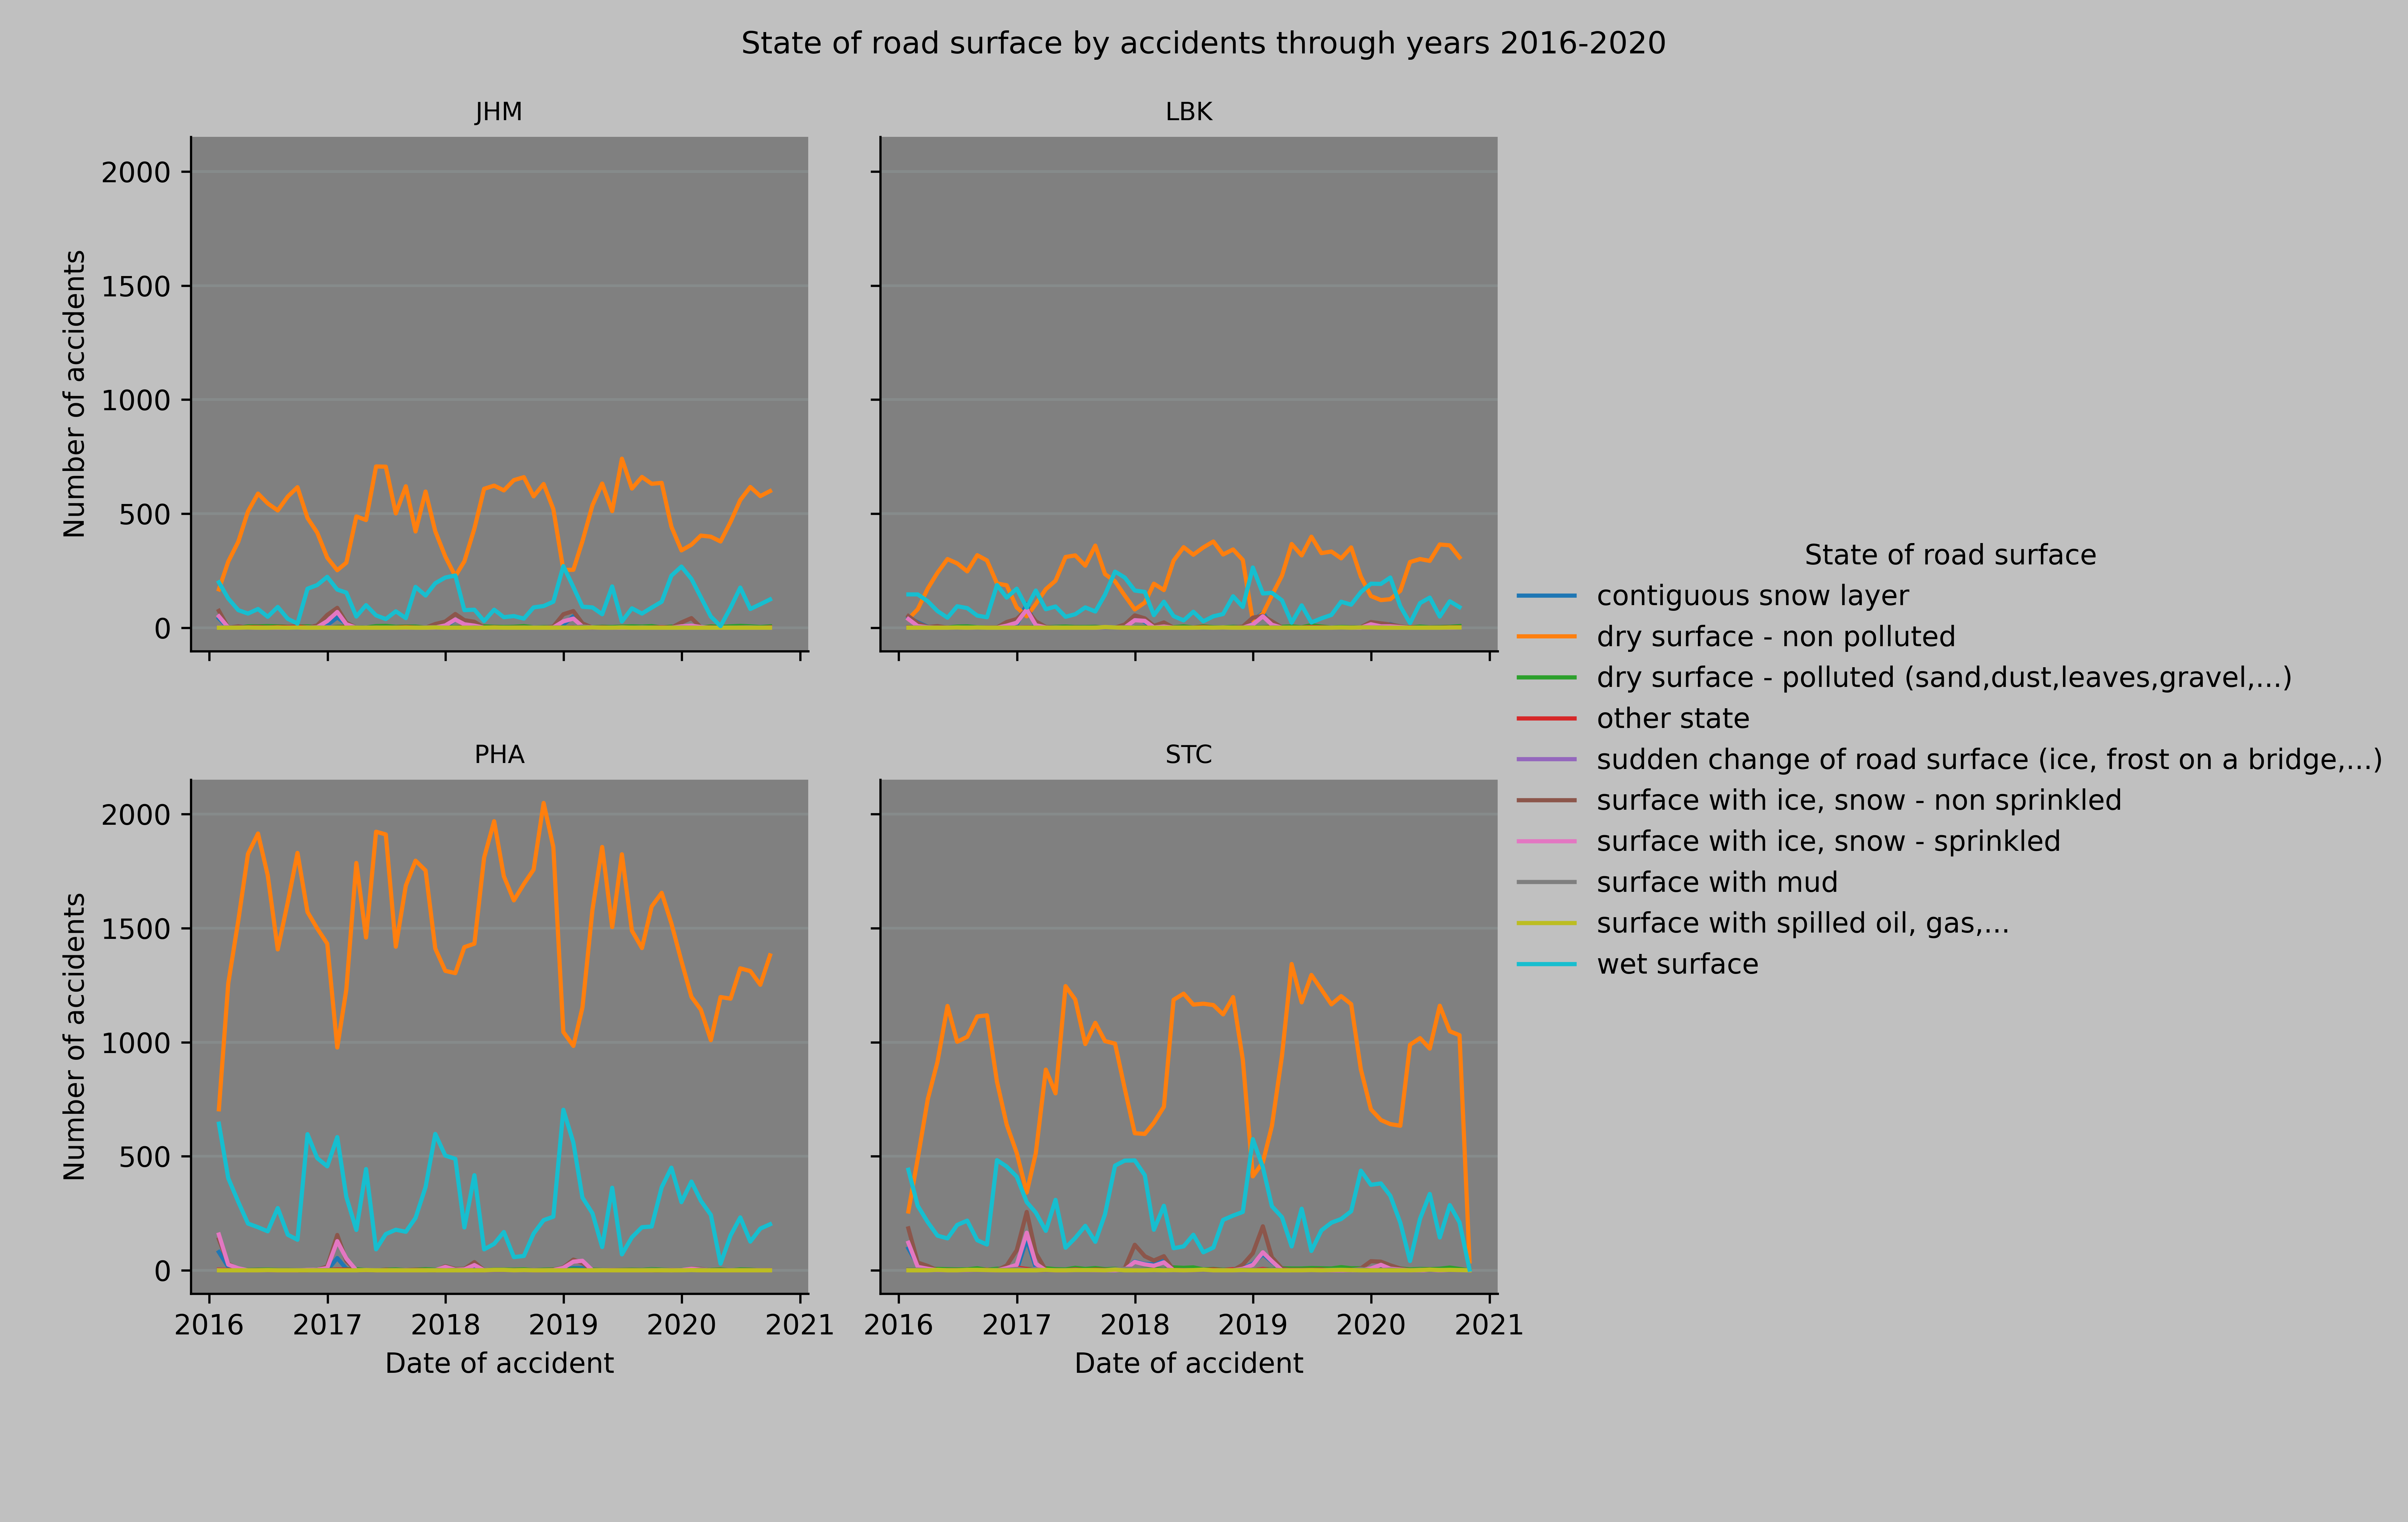 State of road surface by accidents through years 2016-2020
JHM
LBK
Number of accidents
2000
1500
1000
500
0
PHA
STC
Number of accidents
2000
1500
1000
500
0
2016 2017 2018 2019 2020 2021
2016 2017 2018 2019 2020 2021
Date of accident
Date of accident
State of road surface
contiguous snow layer
dry surface - non polluted
dry surface - polluted (sand,dust,leaves,gravel,...)
other state
sudden change of road surface (ice, frost on a bridge,...)
surface with ice, snow - non sprinkled
surface with ice, snow - sprinkled
surface with mud
surface with spilled oil, gas,...
wet surface